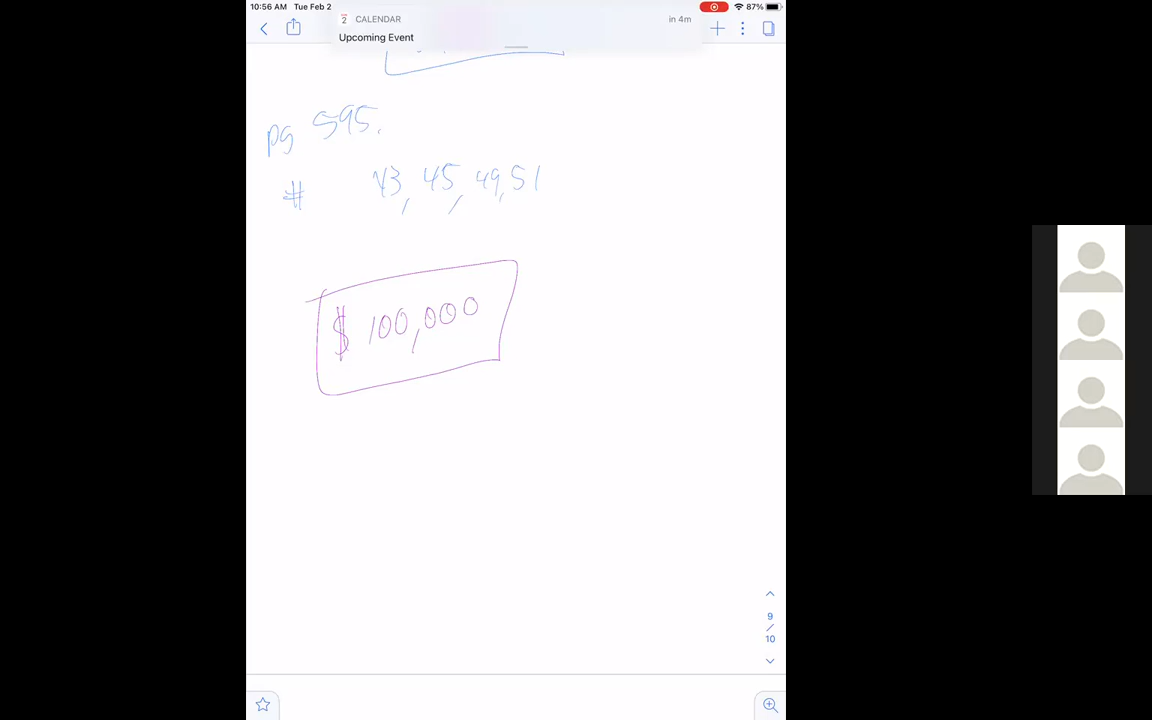 10:56 AM Tue Feb 2
87%
2 CALENDAR
in 4m
Upcoming Event
pg 595.
# 43, 45, 49, 51
$ 100,000
9
/
10